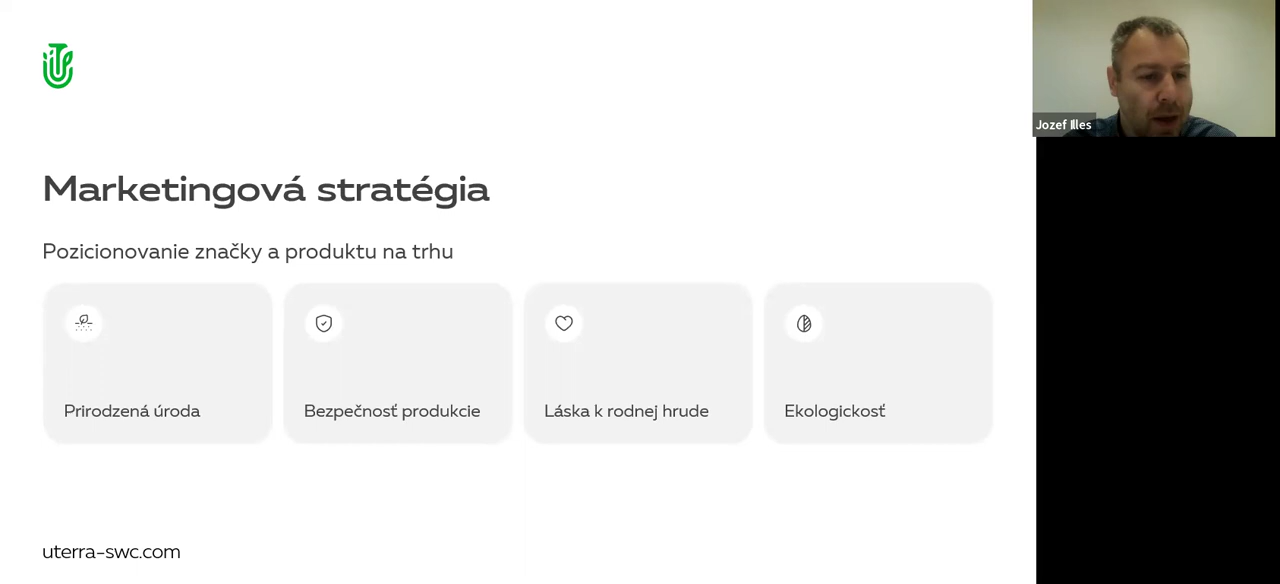 Marketingová stratégia
Pozicionovanie značky a produktu na trhu
Prirodzená úroda
Bezpečnosť produkcie
Láska k rodnej hrude
Ekologickosť
uterra-swc.com
Jozef Illes